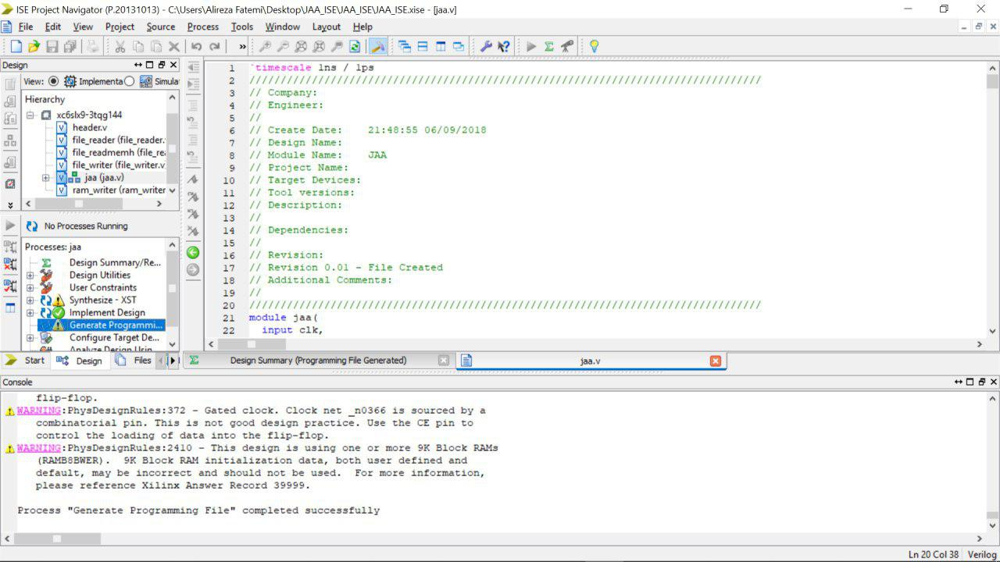 ISE Project Navigator (P.20131013) - C:\Users\Alireza Fatemi\Desktop\JAA_ISE\JAA_ISE\JAA_ISE.xise - [jaa.v]
File Edit View Project Source Process Tools Window Layout Help
Design
View: Implementa Simula
Hierarchy
xc6slx9-3tqg144
header.v
file_reader (file_reader.
file_readmemh (file_rea
file_writer (file_writer.v
jaa (jaa.v)
ram_writer (ram_writer
No Processes Running
Processes: jaa
Design Summary/Re...
Design Utilities
User Constraints
Synthesize - XST
Implement Design
Generate Programmi...
Configure Target De...
Analyze Design Usin
Start Design Files
1 `timescale 1ns / 1ps
2 //////////////////////////////////////////////////////////////////////////////////
3 // Company:
4 // Engineer:
5 //
6 // Create Date:    21:48:55 06/09/2018
7 // Design Name:
8 // Module Name:    JAA
9 // Project Name:
10 // Target Devices:
11 // Tool versions:
12 // Description:
13 //
14 // Dependencies:
15 //
16 // Revision:
17 // Revision 0.01 - File Created
18 // Additional Comments:
19 //
20 //////////////////////////////////////////////////////////////////////////////////
21 module jaa(
22 input clk,
Design Summary (Programming File Generated) jaa.v
Console
flip-flop.
WARNING:PhysDesignRules:372 - Gated clock. Clock net _n0366 is sourced by a
combinatorial pin. This is not good design practice. Use the CE pin to
control the loading of data into the flip-flop.
WARNING:PhysDesignRules:2410 - This design is using one or more 9K Block RAMs
(RAMB8BWER).  9K Block RAM initialization data, both user defined and
default, may be incorrect and should not be used.  For more information,
please reference Xilinx Answer Record 39999.
Process "Generate Programming File" completed successfully
Ln 20 Col 38 Verilog